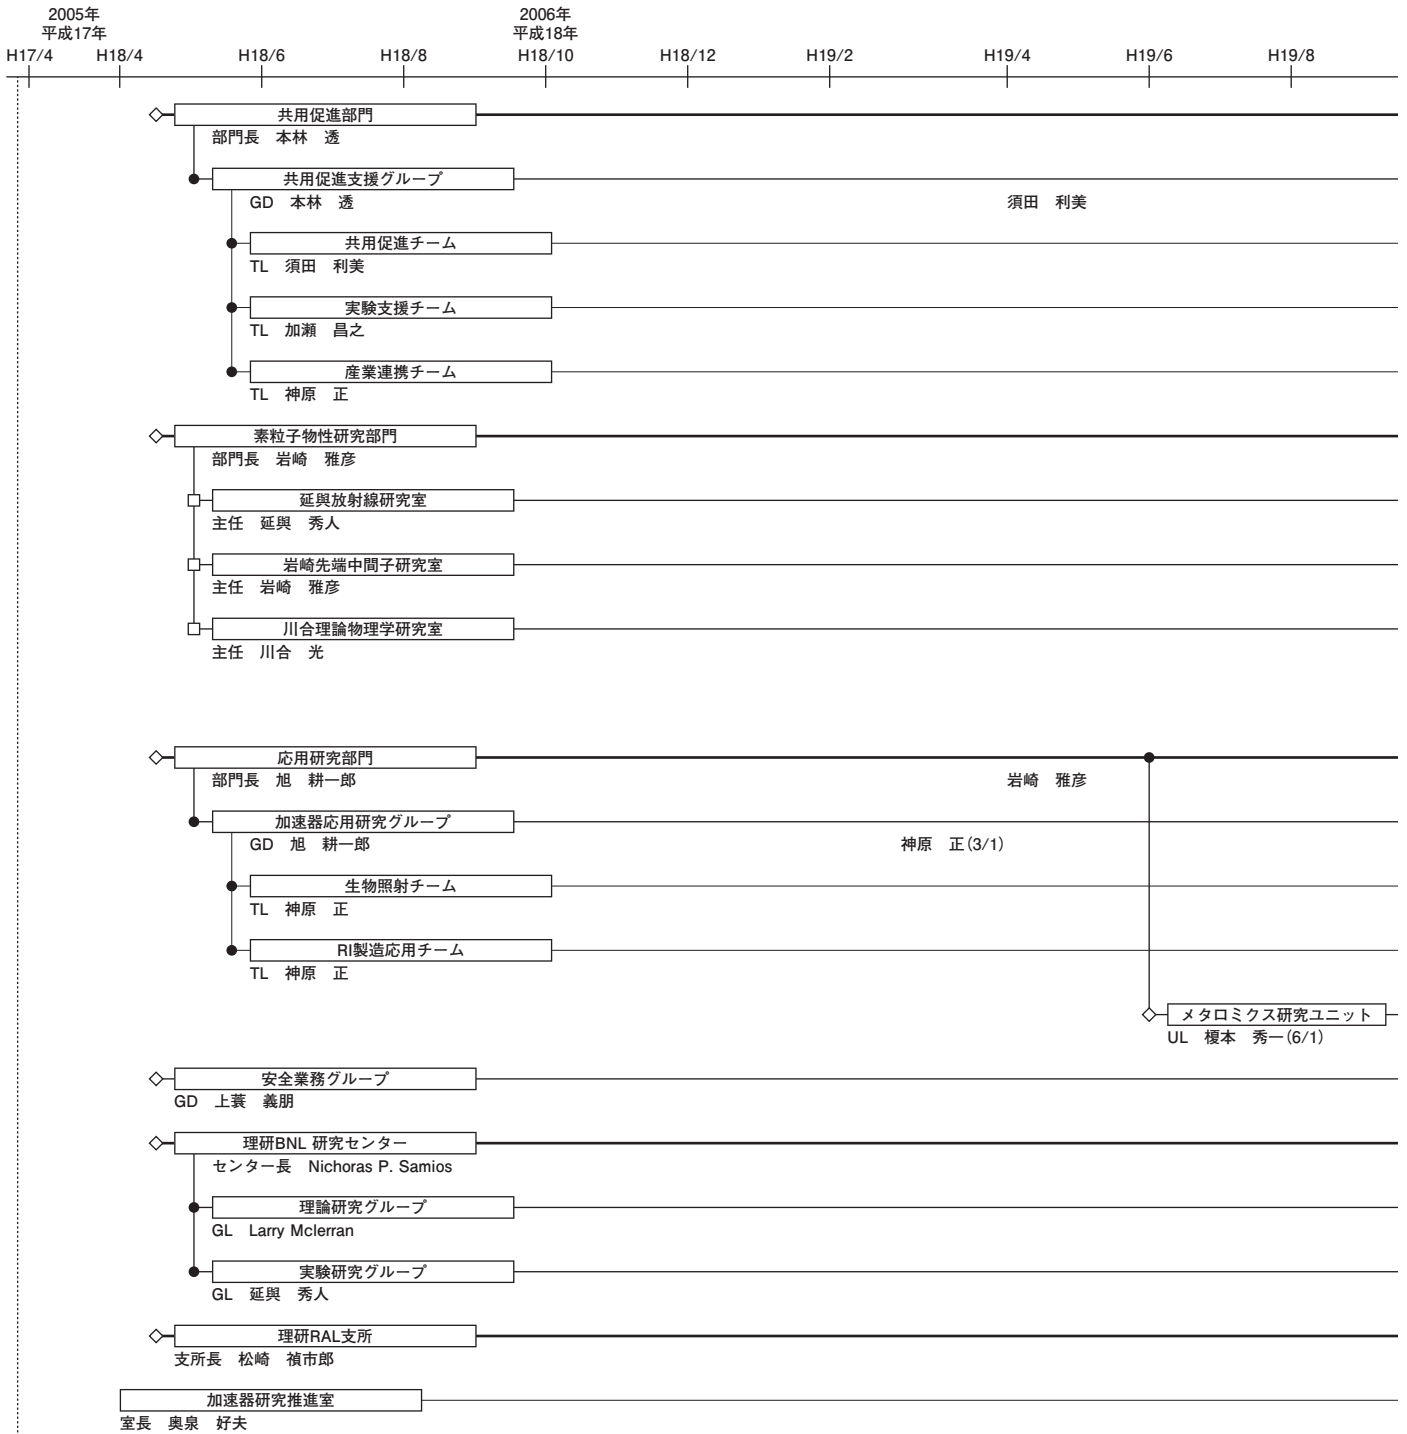 2005年
平成17年
2006年
平成18年
H17/4 H18/4 H18/6 H18/8 H18/10 H18/12 H19/2 H19/4 H19/6 H19/8
共用促進部門
部門長 本林 透
共用促進支援グループ
GD 本林 透 須田 利美
共用促進チーム
TL 須田 利美
実験支援チーム
TL 加瀬 昌之
産業連携チーム
TL 神原 正
素粒子物性研究部門
部門長 岩崎 雅彦
延與放射線研究室
主任 延與 秀人
岩崎先端中間子研究室
主任 岩崎 雅彦
川合理論物理学研究室
主任 川合 光
応用研究部門
部門長 旭 耕一郎 岩崎 雅彦
加速器応用研究グループ
GD 旭 耕一郎 神原 正(3/1)
生物照射チーム
TL 神原 正
RI製造応用チーム
TL 神原 正
メタロミクス研究ユニット
UL 榎本 秀一(6/1)
安全業務グループ
GD 上蓑 義朋
理研BNL 研究センター
センター長 Nichoras P. Samios
理論研究グループ
GL Larry Mclerran
実験研究グループ
GL 延與 秀人
理研RAL支所
支所長 松崎 禎市郎
加速器研究推進室
室長 奥泉 好夫